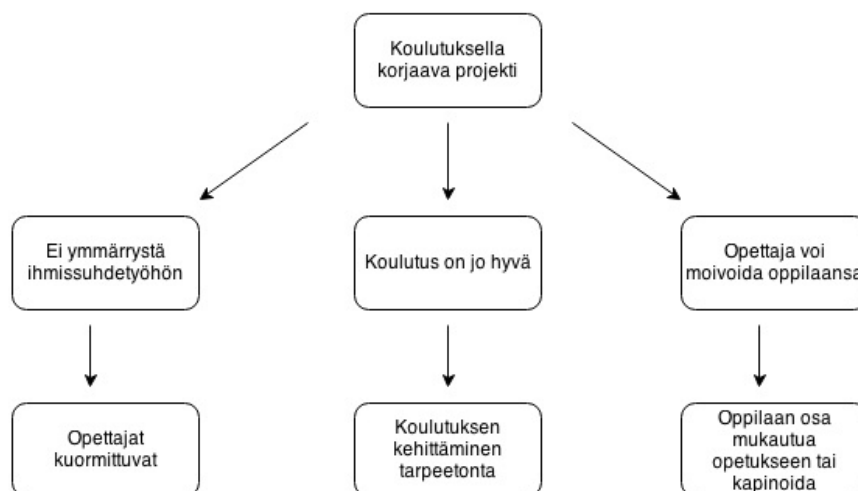 Koulutuksella
korjaava projekti
Ei ymmärrystä
ihmissuhdetyöhön
Koulutus on jo hyvä
Opettaja voi
moivoida oppilaansa
Opettajat
kuormittuvat
Koulutuksen
kehittäminen
tarpeetonta
Oppilaan osa
mukautua
opetukseen tai
kapinoida